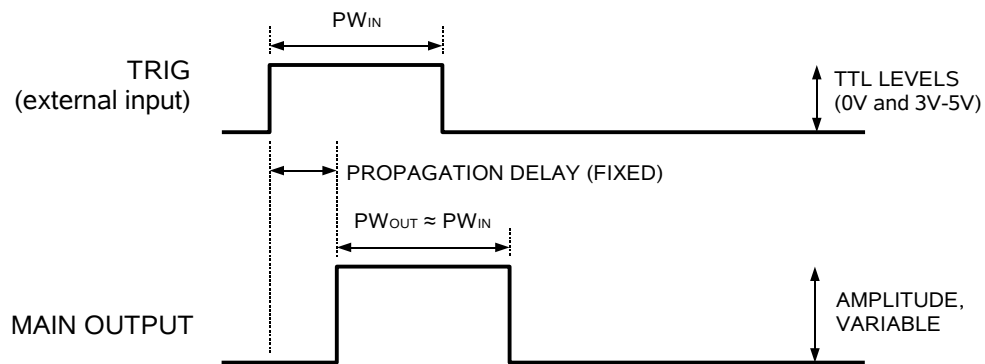 PWIN
TRIG
(external input)
TTL LEVELS
(0V and 3V-5V)
PROPAGATION DELAY (FIXED)
PWOUT ≈ PWIN
MAIN OUTPUT
AMPLITUDE,
VARIABLE